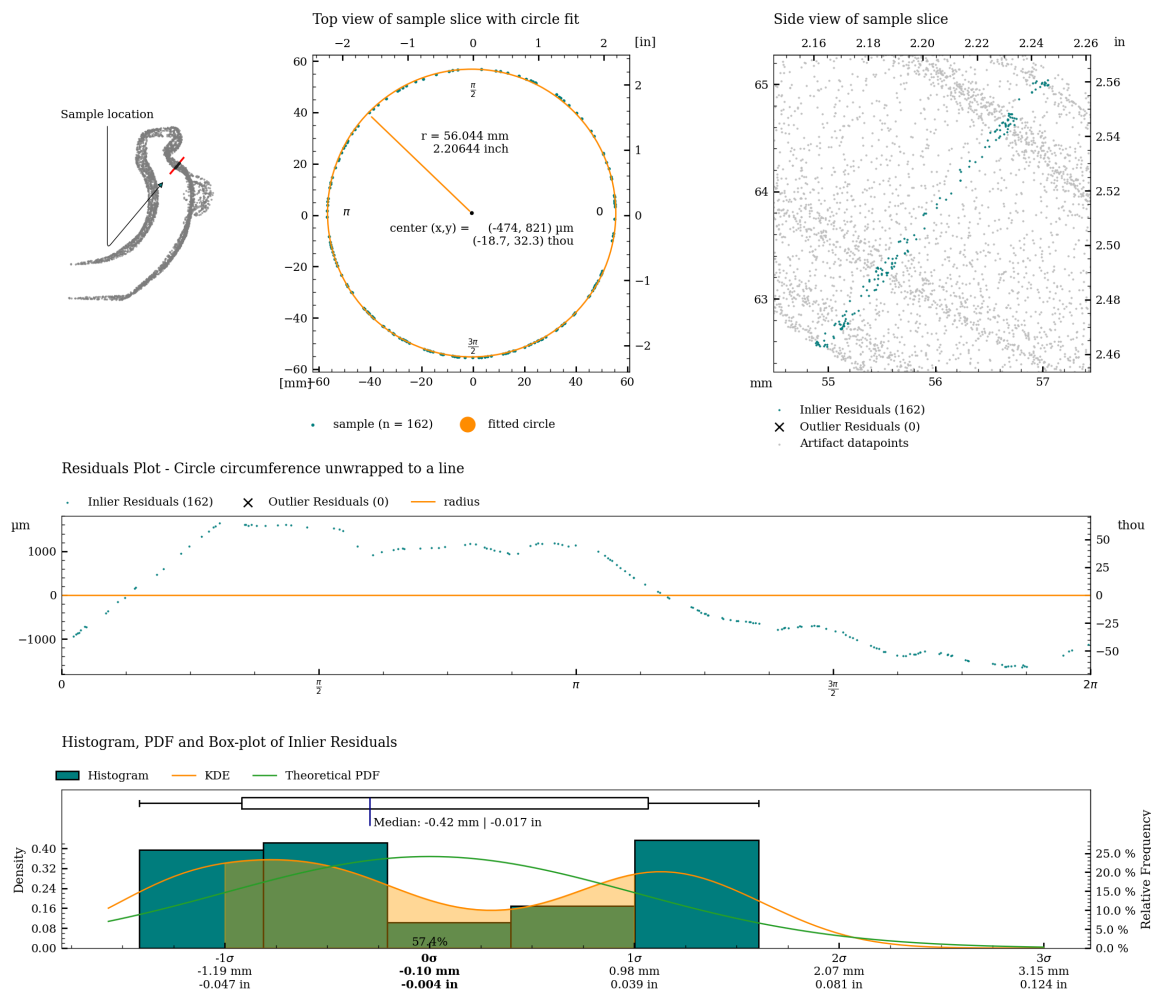 Top view of sample slice with circle fit
−2 −1 0 1 2 [in]
Sample location
60
40
20
0
−20
−40
−60
2
1
0
−1
−2
π/2
r = 56.044 mm
2.20644 inch
π
0
center (x,y) = (-474, 821) µm
(-18.7, 32.3) thou
3π/2
[mm] −60 −40 −20 0 20 40 60
sample (n = 162) fitted circle
Side view of sample slice
2.16 2.18 2.20 2.22 2.24 2.26 in
65
64
63
2.56
2.54
2.52
2.50
2.48
2.46
mm 55 56 57
Inlier Residuals (162)
Outlier Residuals (0)
Artifact datapoints
Residuals Plot - Circle circumference unwrapped to a line
Inlier Residuals (162) Outlier Residuals (0) radius
µm
1000
0
−1000
thou
50
25
0
−25
−50
0 π/2 π 3π/2 2π
Histogram, PDF and Box-plot of Inlier Residuals
Histogram KDE Theoretical PDF
Median: -0.42 mm | -0.017 in
Density
0.40
0.32
0.24
0.16
0.08
0.00
Relative Frequency
25.0 %
20.0 %
15.0 %
10.0 %
5.0 %
0.0 %
57.4%
-1σ 0σ 1σ 2σ 3σ
-1.19 mm -0.10 mm 0.98 mm 2.07 mm 3.15 mm
-0.047 in -0.004 in 0.039 in 0.081 in 0.124 in